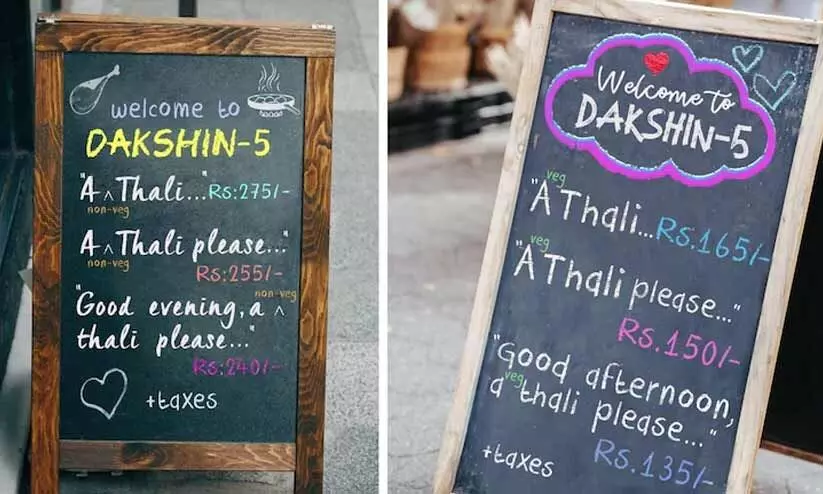 welcome to
DAKSHIN-5
"A ^ Thali..." Rs:275/-
non-veg
A ^ Thali please..."
non-veg
Rs:255/-
non-veg
"Good evening, a ^
thali please..."
Rs:240/-
+taxes
Welcome to
DAKSHIN-5
veg
"A Thali... Rs.165/-
veg
"A Thali please..."
Rs.150/-
"Good afternoon,
veg
a thali please..."
Rs.135/-
+taxes